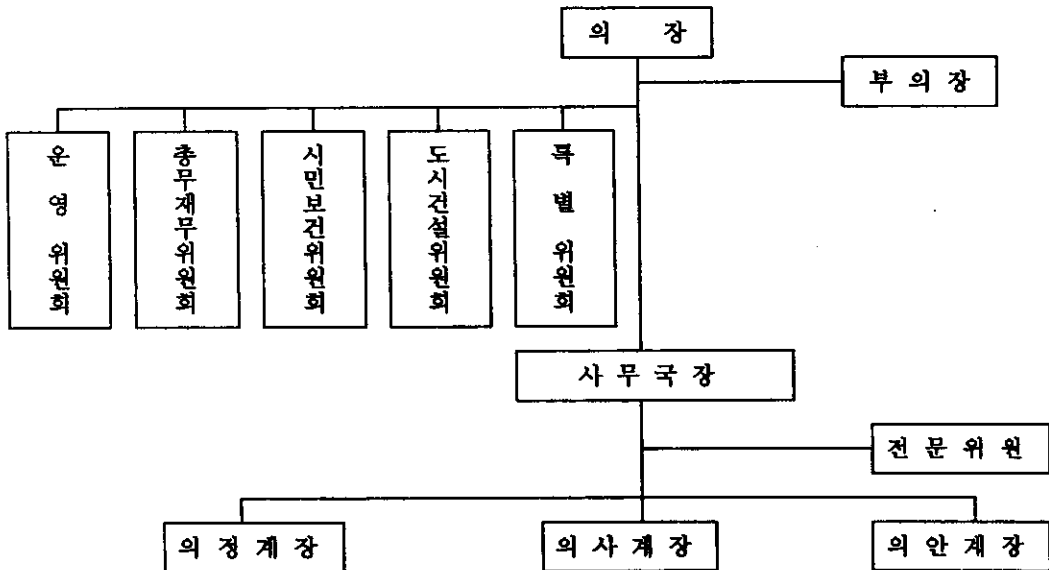 의 장
부 의 장
운 영 위원회
총무재무위원회
시민보건위원회
도시건설위원회
특 별 위원회
사 무 국 장
전 문 위 원
의 정 계 장
의 사 계 장
의 안 계 장